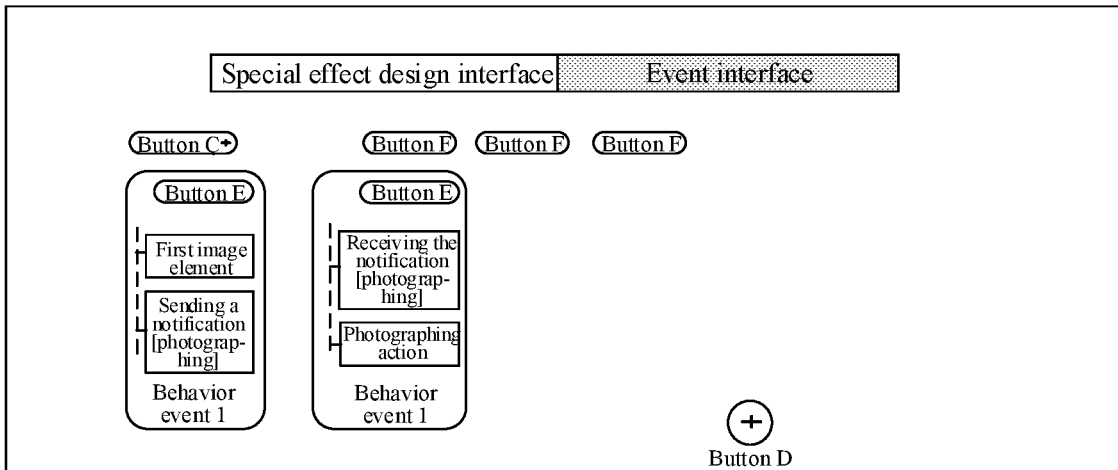 Special effect design interface Event interface
Button C+ Button F Button F Button F
Button E
First image
element
Sending a
notification
[photograp-
hing]
Behavior
event 1
Button E
Receiving the
notification
[photograp-
hing]
Photographing
action
Behavior
event 1
+
Button D